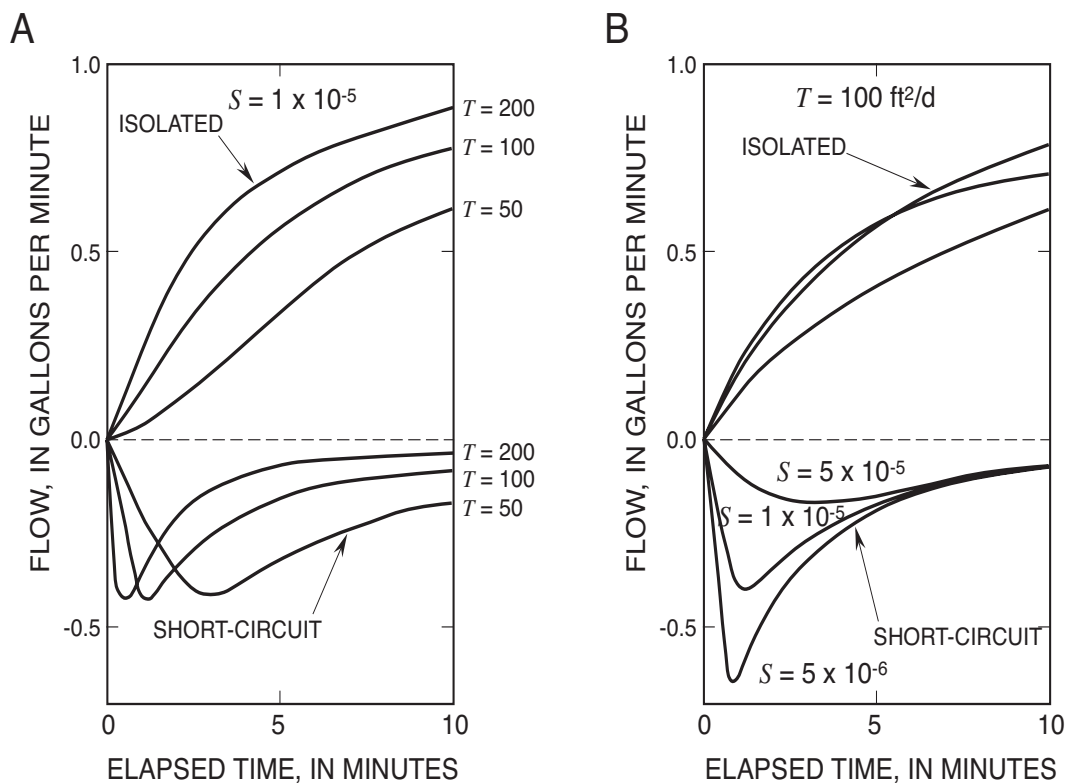 A
FLOW, IN GALLONS PER MINUTE
1.0
0.5
0.0
-0.5
S = 1 x 10-5
ISOLATED
T = 200
T = 100
T = 50
T = 200
T = 100
T = 50
SHORT-CIRCUIT
0
5
10
ELAPSED TIME, IN MINUTES
B
FLOW, IN GALLONS PER MINUTE
1.0
0.5
0.0
-0.5
T = 100 ft2/d
ISOLATED
S = 5 x 10-5
S = 1 x 10-5
SHORT-CIRCUIT
S = 5 x 10-6
0
5
10
ELAPSED TIME, IN MINUTES